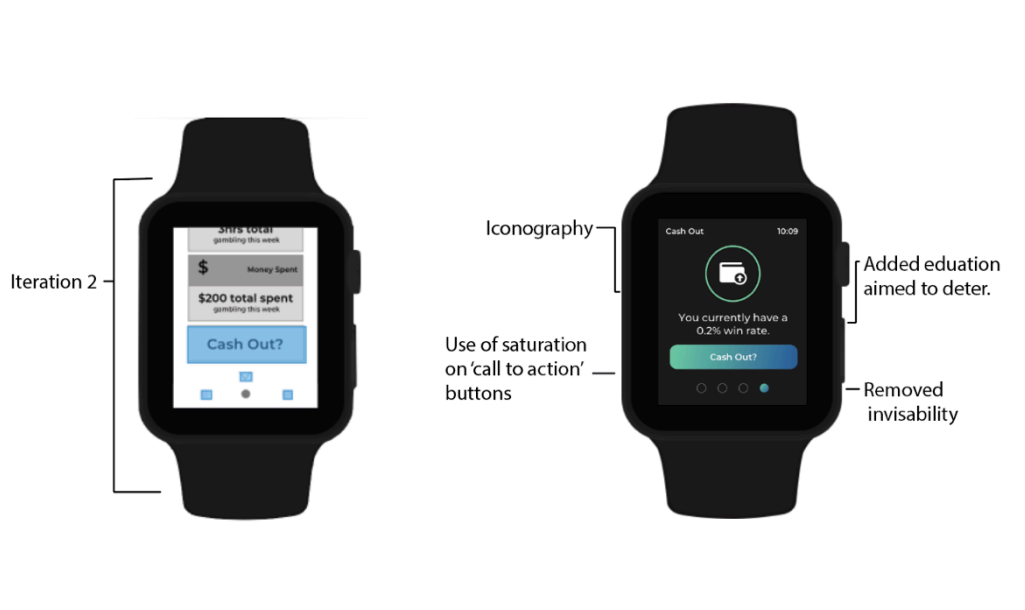 Iteration 2
3hrs total
gambling this week
$
Money Spent
$200 total spent
gambling this week
Cash Out?
Iconography
Use of saturation
on ‘call to action’
buttons
Cash Out
10:09
You currently have a
0.2% win rate.
Cash Out?
Added eduation
aimed to deter.
Removed
invisability